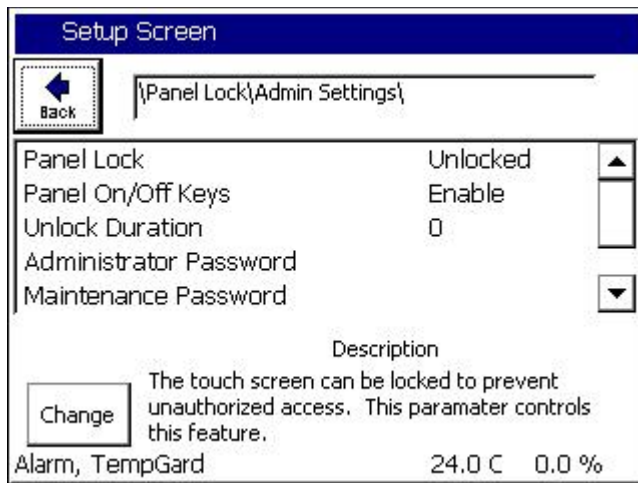 Setup Screen
Back
\Panel Lock\Admin Settings\
Panel Lock Unlocked
Panel On/Off Keys Enable
Unlock Duration 0
Administrator Password
Maintenance Password
Description
The touch screen can be locked to prevent
unauthorized access. This paramater controls
this feature.
Change
Alarm, TempGard 24.0 C 0.0 %